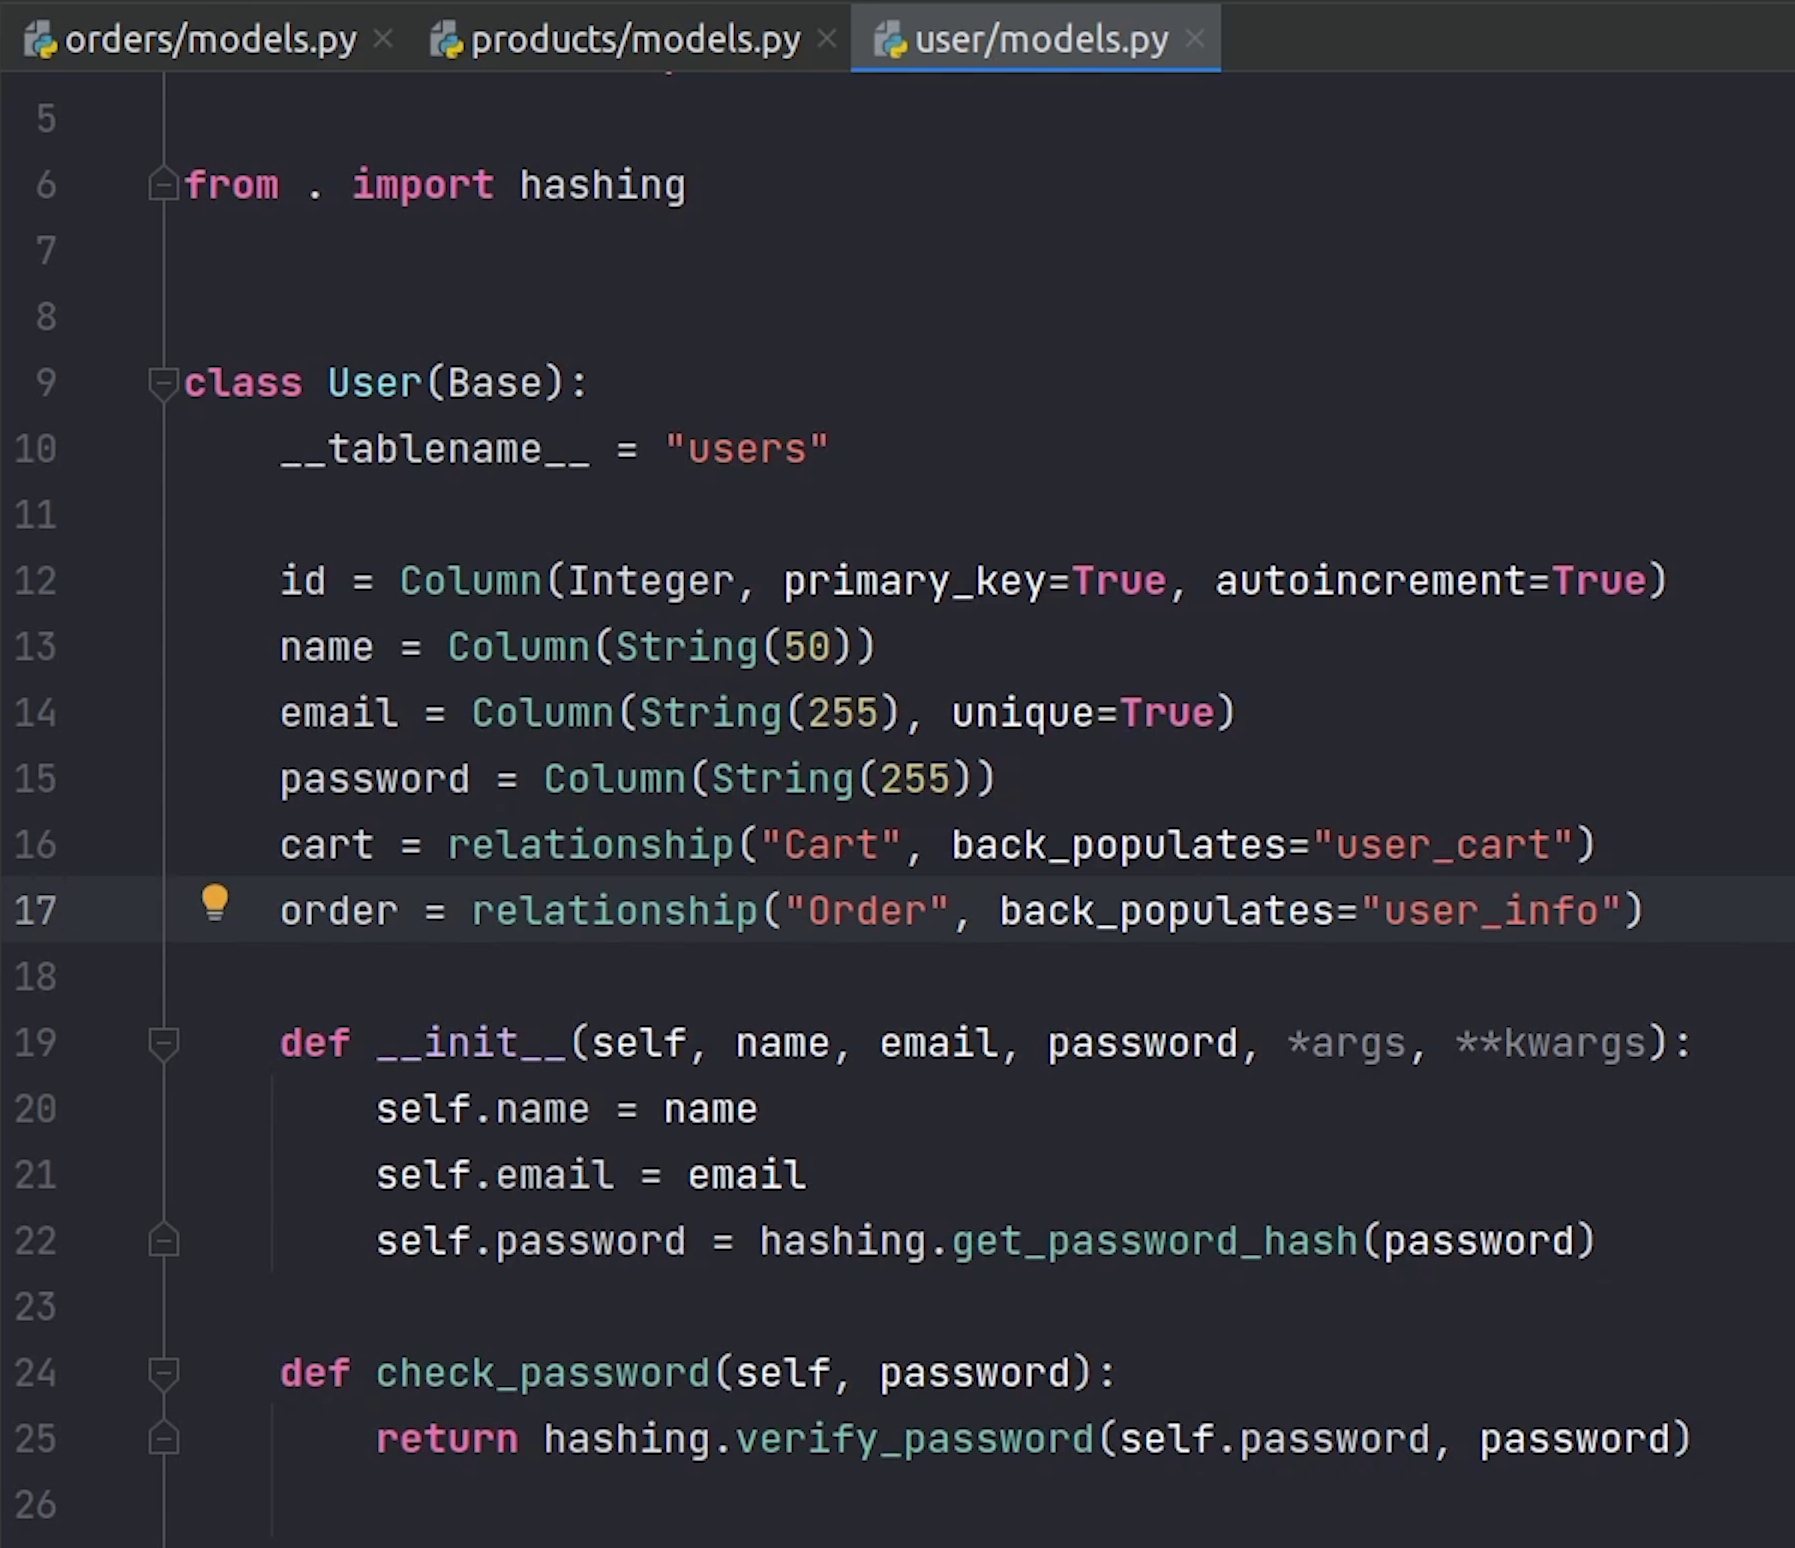 orders/models.py products/models.py user/models.py
5
6 from . import hashing
7
8
9 class User(Base):
10     __tablename__ = "users"
11
12     id = Column(Integer, primary_key=True, autoincrement=True)
13     name = Column(String(50))
14     email = Column(String(255), unique=True)
15     password = Column(String(255))
16     cart = relationship("Cart", back_populates="user_cart")
17     order = relationship("Order", back_populates="user_info")
18
19     def __init__(self, name, email, password, *args, **kwargs):
20         self.name = name
21         self.email = email
22         self.password = hashing.get_password_hash(password)
23
24     def check_password(self, password):
25         return hashing.verify_password(self.password, password)
26